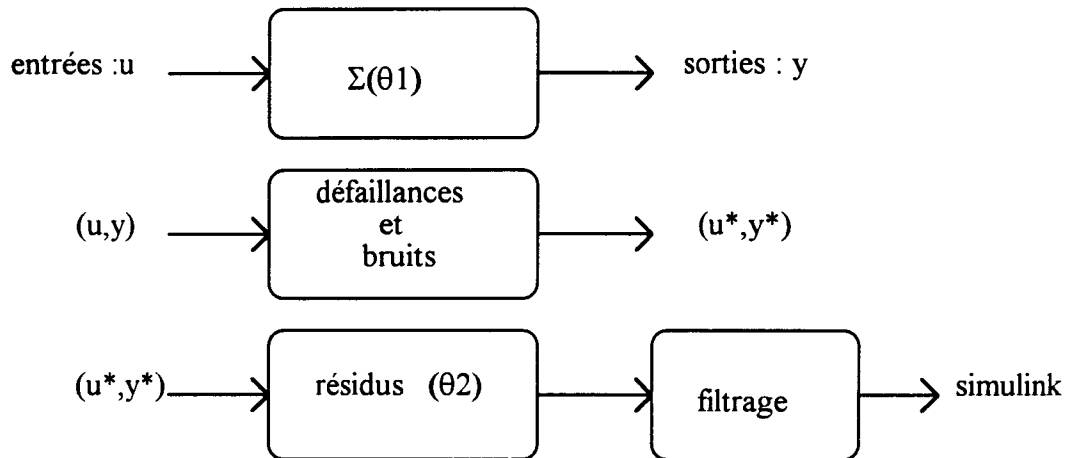 entrées :u
Σ(θ1)
sorties : y
(u,y)
défaillances
et
bruits
(u*,y*)
(u*,y*)
résidus (θ2)
filtrage
simulink